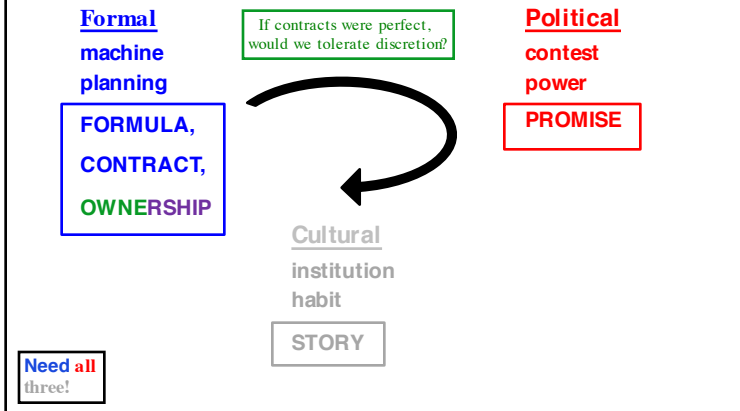 Formal
machine
planning
FORMULA,
CONTRACT,
OWNERSHIP
If contracts were perfect,
would we tolerate discretion?
Political
contest
power
PROMISE
Cultural
institution
habit
STORY
Need all
three!